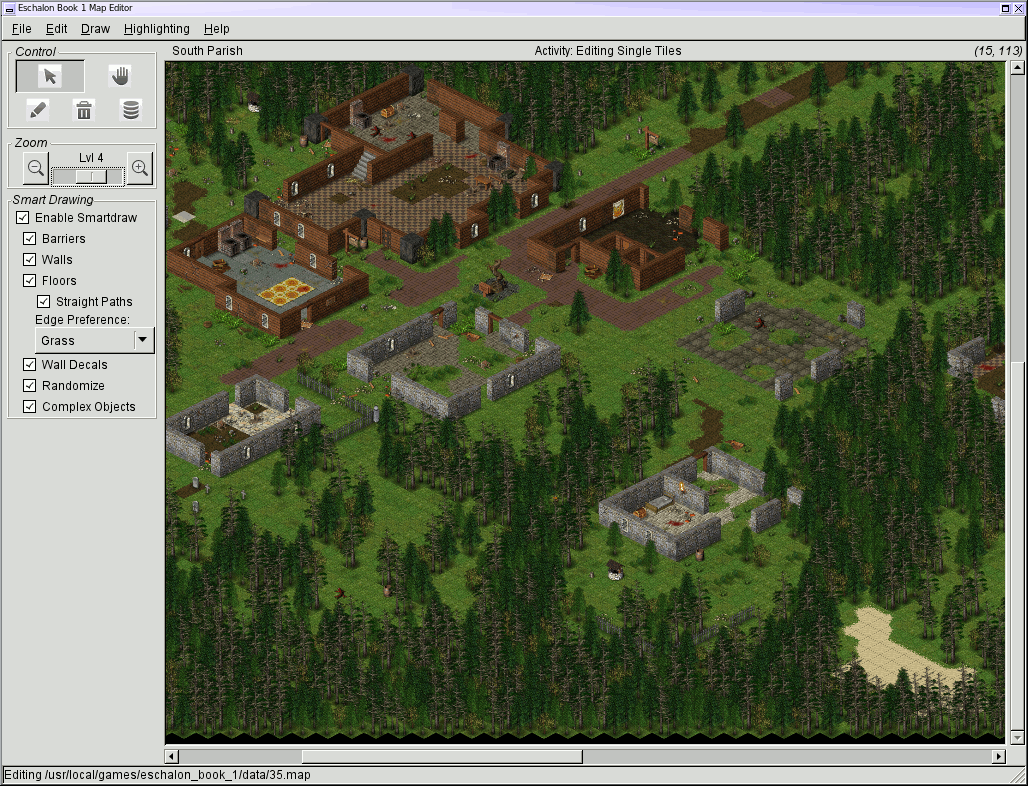 Eschalon Book 1 Map Editor
File Edit Draw Highlighting Help
Control
South Parish
Activity: Editing Single Tiles
(15, 113)
Zoom
Lvl 4
Smart Drawing
Enable Smartdraw
Barriers
Walls
Floors
Straight Paths
Edge Preference:
Grass
Wall Decals
Randomize
Complex Objects
Editing /usr/local/games/eschalon_book_1/data/35.map